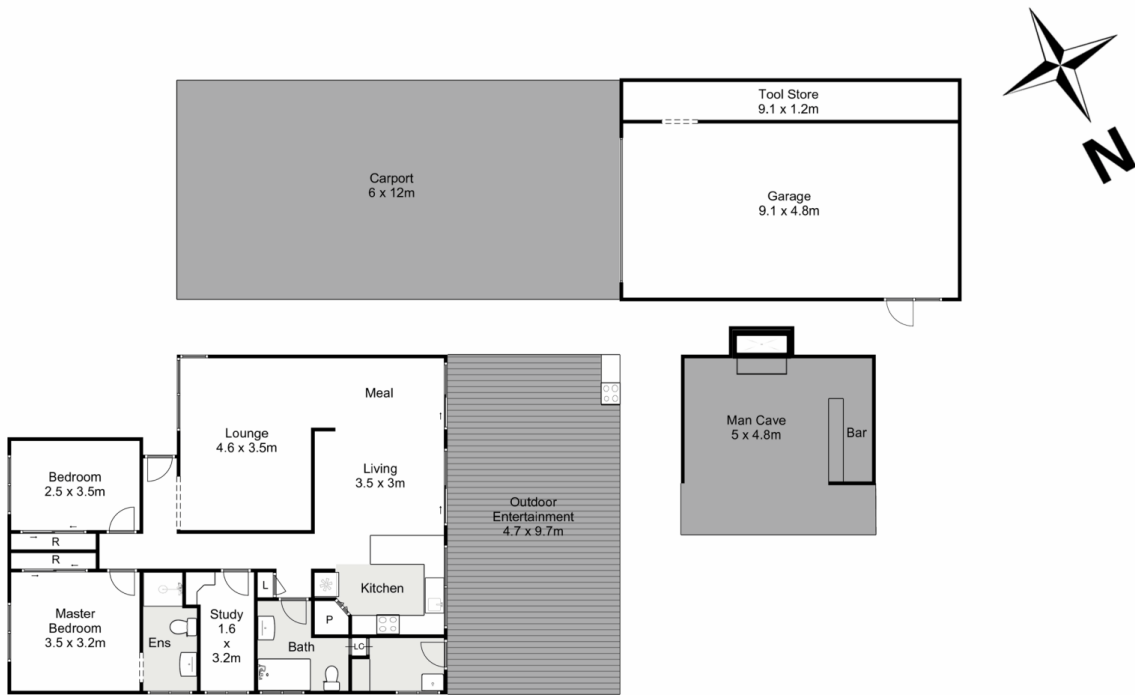 Tool Store
9.1 x 1.2m
N
Carport
6 x 12m
Garage
9.1 x 4.8m
Meal
Lounge
4.6 x 3.5m
Man Cave
5 x 4.8m
Bar
Bedroom
2.5 x 3.5m
Living
3.5 x 3m
Outdoor
Entertainment
4.7 x 9.7m
R
R
L
Kitchen
Master
Bedroom
3.5 x 3.2m
Ens
Study
1.6
x
3.2m
P
Bath
LC